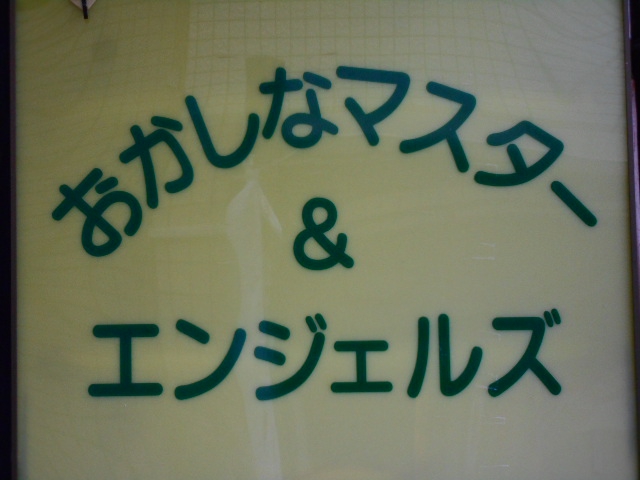 おかしなマスター
&
エンジェルズ